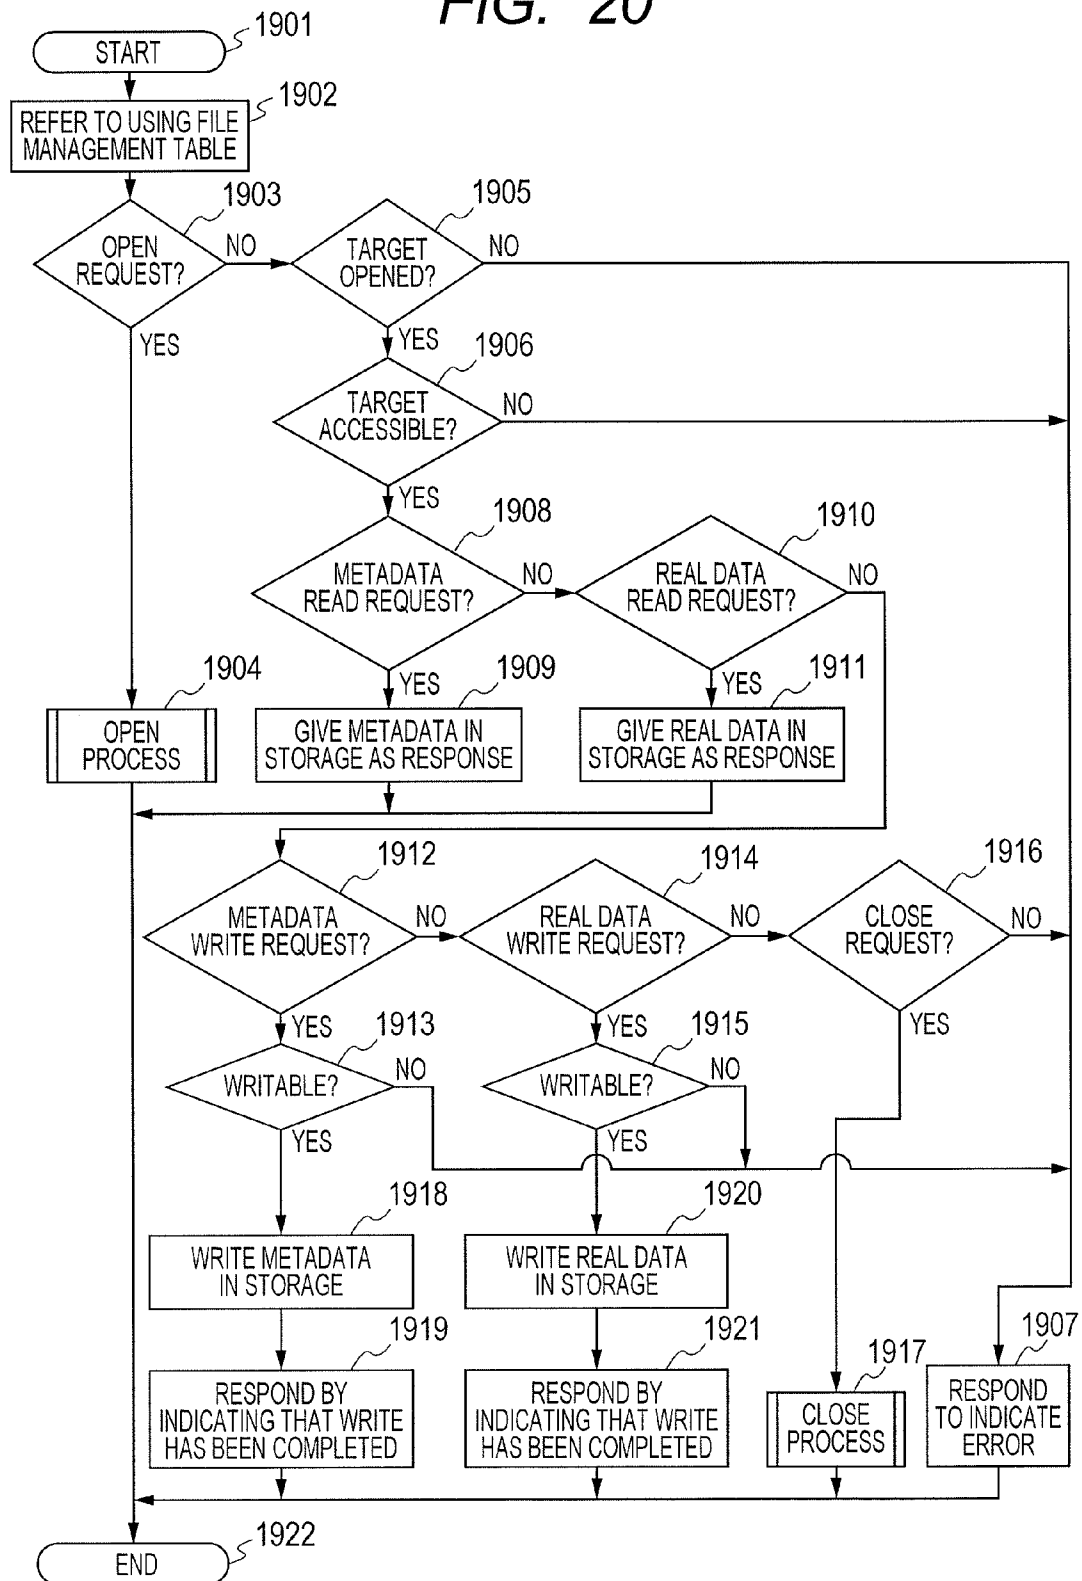 FIG. 20
1901
START
1902
REFER TO USING FILE
MANAGEMENT TABLE
1903
OPEN
REQUEST?
NO
YES
1905
TARGET
OPENED?
NO
YES
1906
TARGET
ACCESSIBLE?
NO
YES
1908
METADATA
READ REQUEST?
NO
YES
1910
REAL DATA
READ REQUEST?
NO
YES
1904
OPEN
PROCESS
1909
GIVE METADATA IN
STORAGE AS RESPONSE
1911
GIVE REAL DATA IN
STORAGE AS RESPONSE
1912
METADATA
WRITE REQUEST?
NO
YES
1914
REAL DATA
WRITE REQUEST?
NO
YES
1916
CLOSE
REQUEST?
NO
YES
1913
WRITABLE?
NO
YES
1915
WRITABLE?
NO
YES
1918
WRITE METADATA
IN STORAGE
1920
WRITE REAL DATA
IN STORAGE
1919
RESPOND BY
INDICATING THAT WRITE
HAS BEEN COMPLETED
1921
RESPOND BY
INDICATING THAT WRITE
HAS BEEN COMPLETED
1917
CLOSE
PROCESS
1907
RESPOND
TO INDICATE
ERROR
1922
END